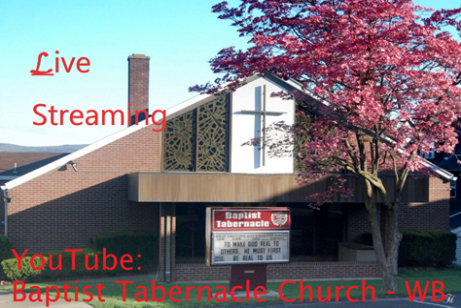 Live
Streaming
Baptist
Tabernacle
TO MAKE GOD REAL TO
OTHERS, HE MUST FIRST
BE REAL TO US
YouTube:
Baptist Tabernacle Church - WB